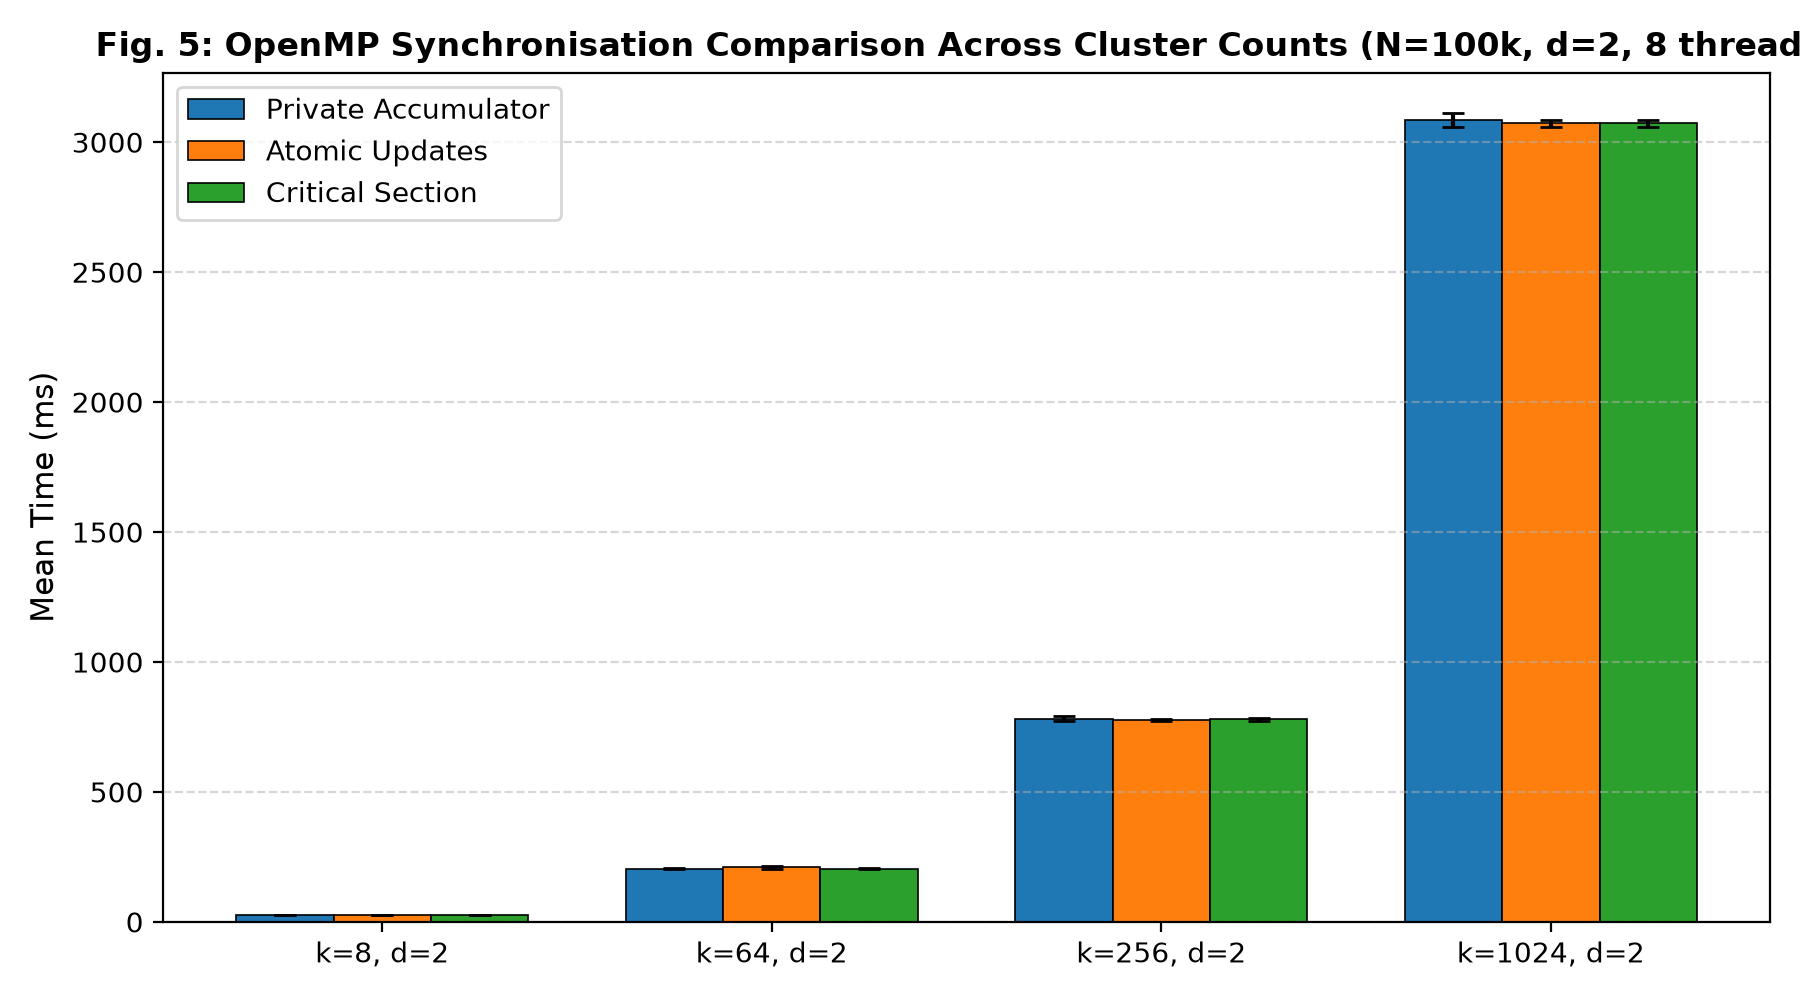 Fig. 5: OpenMP Synchronisation Comparison Across Cluster Counts (N=100k, d=2, 8 thread
Private Accumulator
Atomic Updates
Critical Section
Mean Time (ms)
3000
2500
2000
1500
1000
500
0
k=8, d=2
k=64, d=2
k=256, d=2
k=1024, d=2